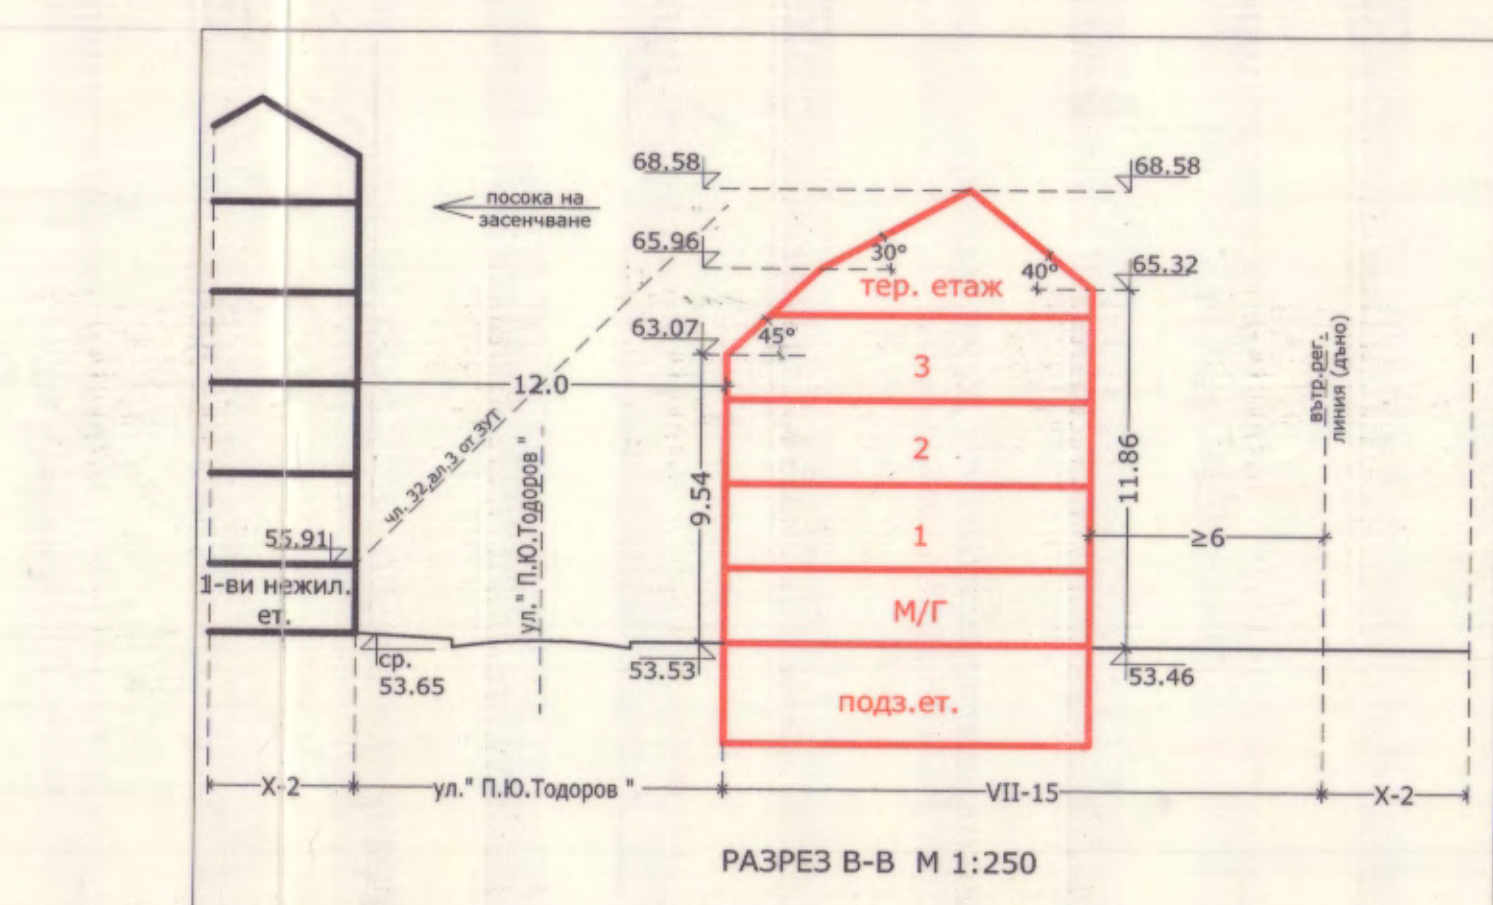 68.58
68.58
посока на
засенчване
65.96
30°
40°
65.32
тер. етаж
63.07
45°
3
12.0
вътр.рег.
линия (дъно)
чл. 32,ал.3 от ЗУТ
ул." П.Ю.Тодоров "
2
9.54
11.86
55.91
1
≥6
1-ви нежил.
ет.
М/Г
ср.
53.65
53.53
53.46
подз.ет.
X-2
ул." П.Ю.Тодоров "
VII-15
X-2
РАЗРЕЗ В-В М 1:250